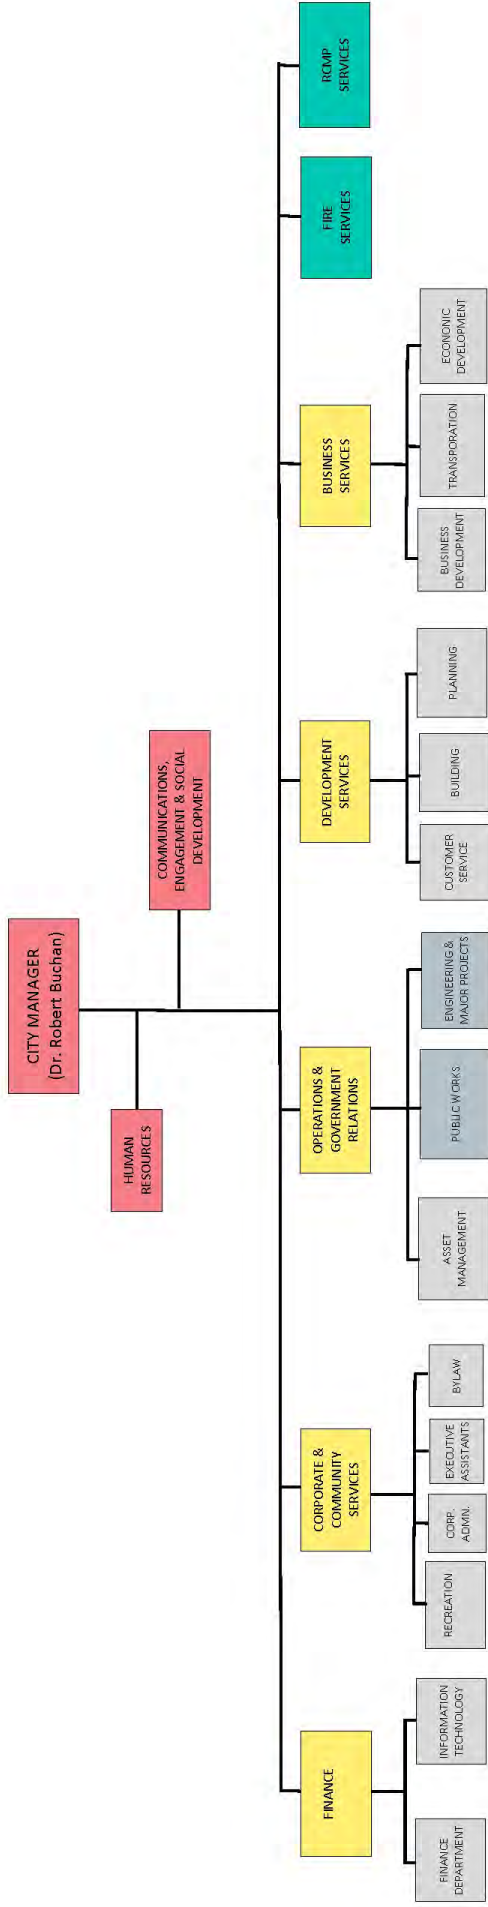 CITY MANAGER
(Dr. Robert Buchan)
HUMAN
RESOURCES
COMMUNICATIONS,
ENGAGEMENT & SOCIAL
DEVELOPMENT
FINANCE
CORPORATE &
COMMUNITY
SERVICES
OPERATIONS &
GOVERNMENT
RELATIONS
DEVELOPMENT
SERVICES
BUSINESS
SERVICES
FIRE
SERVICES
RCMP
SERVICES
FINANCE
DEPARTMENT
INFORMATION
TECHNOLOGY
RECREATION
CORP.
ADMN.
EXECUTIVE
ASSISTANTS
BYLAW
ASSET
MANAGEMENT
PUBLIC WORKS
ENGINEERING &
MAJOR PROJECTS
CUSTOMER
SERVICE
BUILDING
PLANNING
BUSINESS
DEVELOPMENT
TRANSPORATION
ECONONIC
DEVELOPMENT